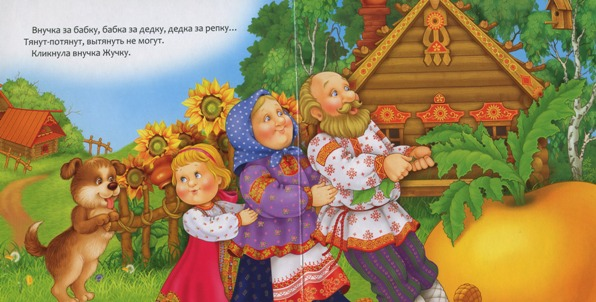 Внучка за бабку, бабка за дедку, дедка за репку...
Тянут-потянут, вытянуть не могут.
Кликнула внучка Жучку.